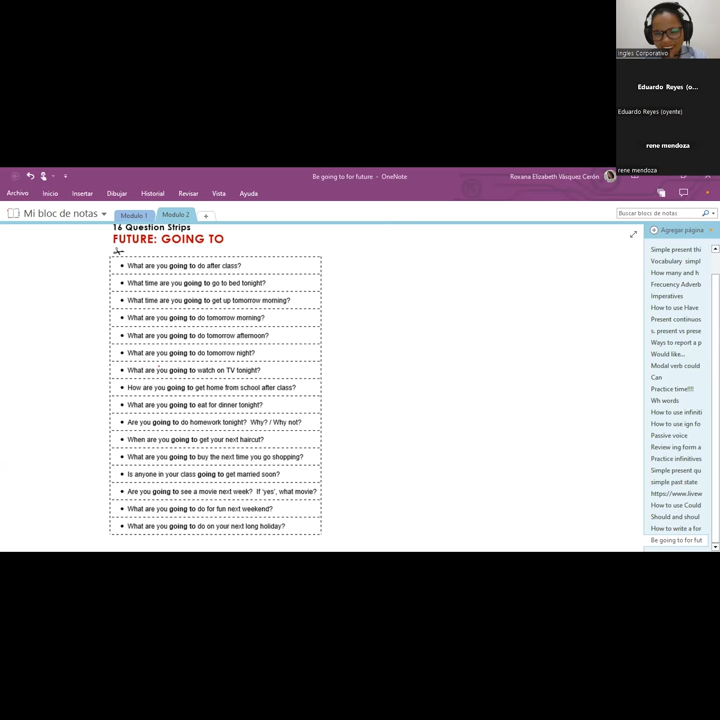 Ingles Corporativo
Eduardo Reyes (o...
Eduardo Reyes (oyente)
rene mendoza
rene mendoza
Be going to for future - OneNote
Roxana Elizabeth Vásquez Cerón
Archivo Inicio Insertar Dibujar Historial Revisar Vista Ayuda
Mi bloc de notas
Modulo 1
Modulo 2
Buscar blocs de notas
Agregar página
16 Question Strips
FUTURE: GOING TO
What are you going to do after class?
What time are you going to go to bed tonight?
What time are you going to get up tomorrow morning?
What are you going to do tomorrow morning?
What are you going to do tomorrow afternoon?
What are you going to do tomorrow night?
What are you going to watch on TV tonight?
How are you going to get home from school after class?
What are you going to eat for dinner tonight?
Are you going to do homework tonight? Why? / Why not?
When are you going to get your next haircut?
What are you going to buy the next time you go shopping?
Is anyone in your class going to get married soon?
Are you going to see a movie next week? If 'yes', what movie?
What are you going to do for fun next weekend?
What are you going to do on your next long holiday?
Simple present thi
Vocabulary simpl
How many and h
Frecuency Adverb
Imperatives
How to use Have
Present continuos
s. present vs prese
Ways to report a p
Would like...
Modal verb could
Can
Practice time!!!!
Wh words
How to use infiniti
How to use ign fo
Passive voice
Review ing form a
Practice infinitives
Simple present qu
simple past state
https://www.livew
How to use Could
Should and shoul
How to write a for
Be going to for fut